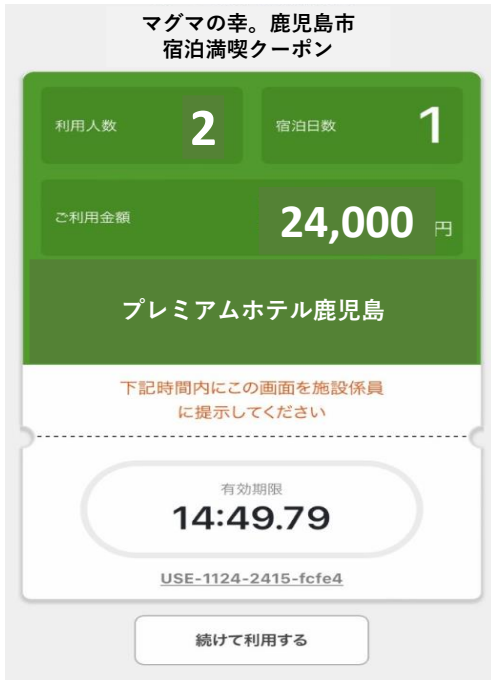 マグマの幸。鹿児島市
宿泊満喫クーポン
利用人数 2 宿泊日数 1
ご利用金額 24,000 円
プレミアムホテル鹿児島
下記時間内にこの画面を施設係員
に提示してください
有効期限
14:49.79
USE-1124-2415-fcfe4
続けて利用する